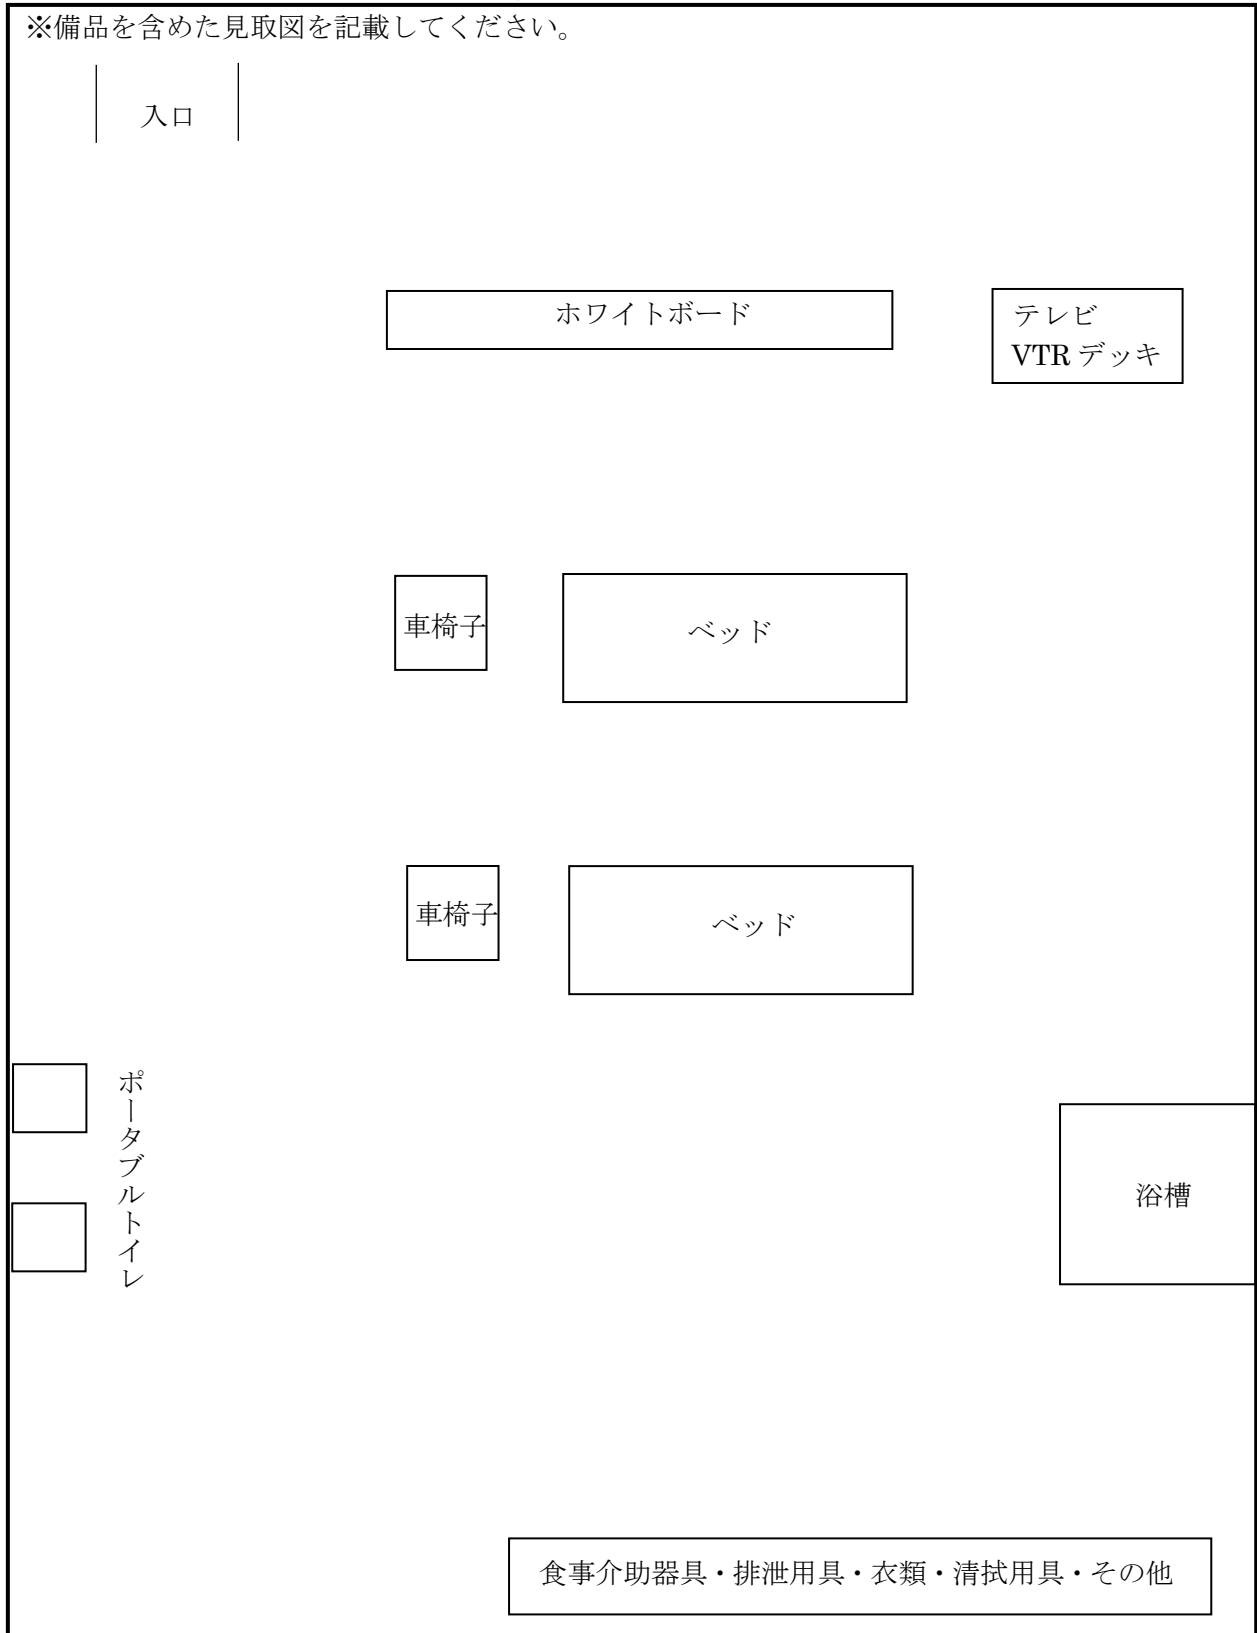 ※備品を含めた見取図を記載してください。
入口
ホワイトボード
テレビ
VTRデッキ
車椅子
ベッド
車椅子
ベッド
ポータブルトイレ
浴槽
食事介助器具・排泄用具・衣類・清拭用具・その他